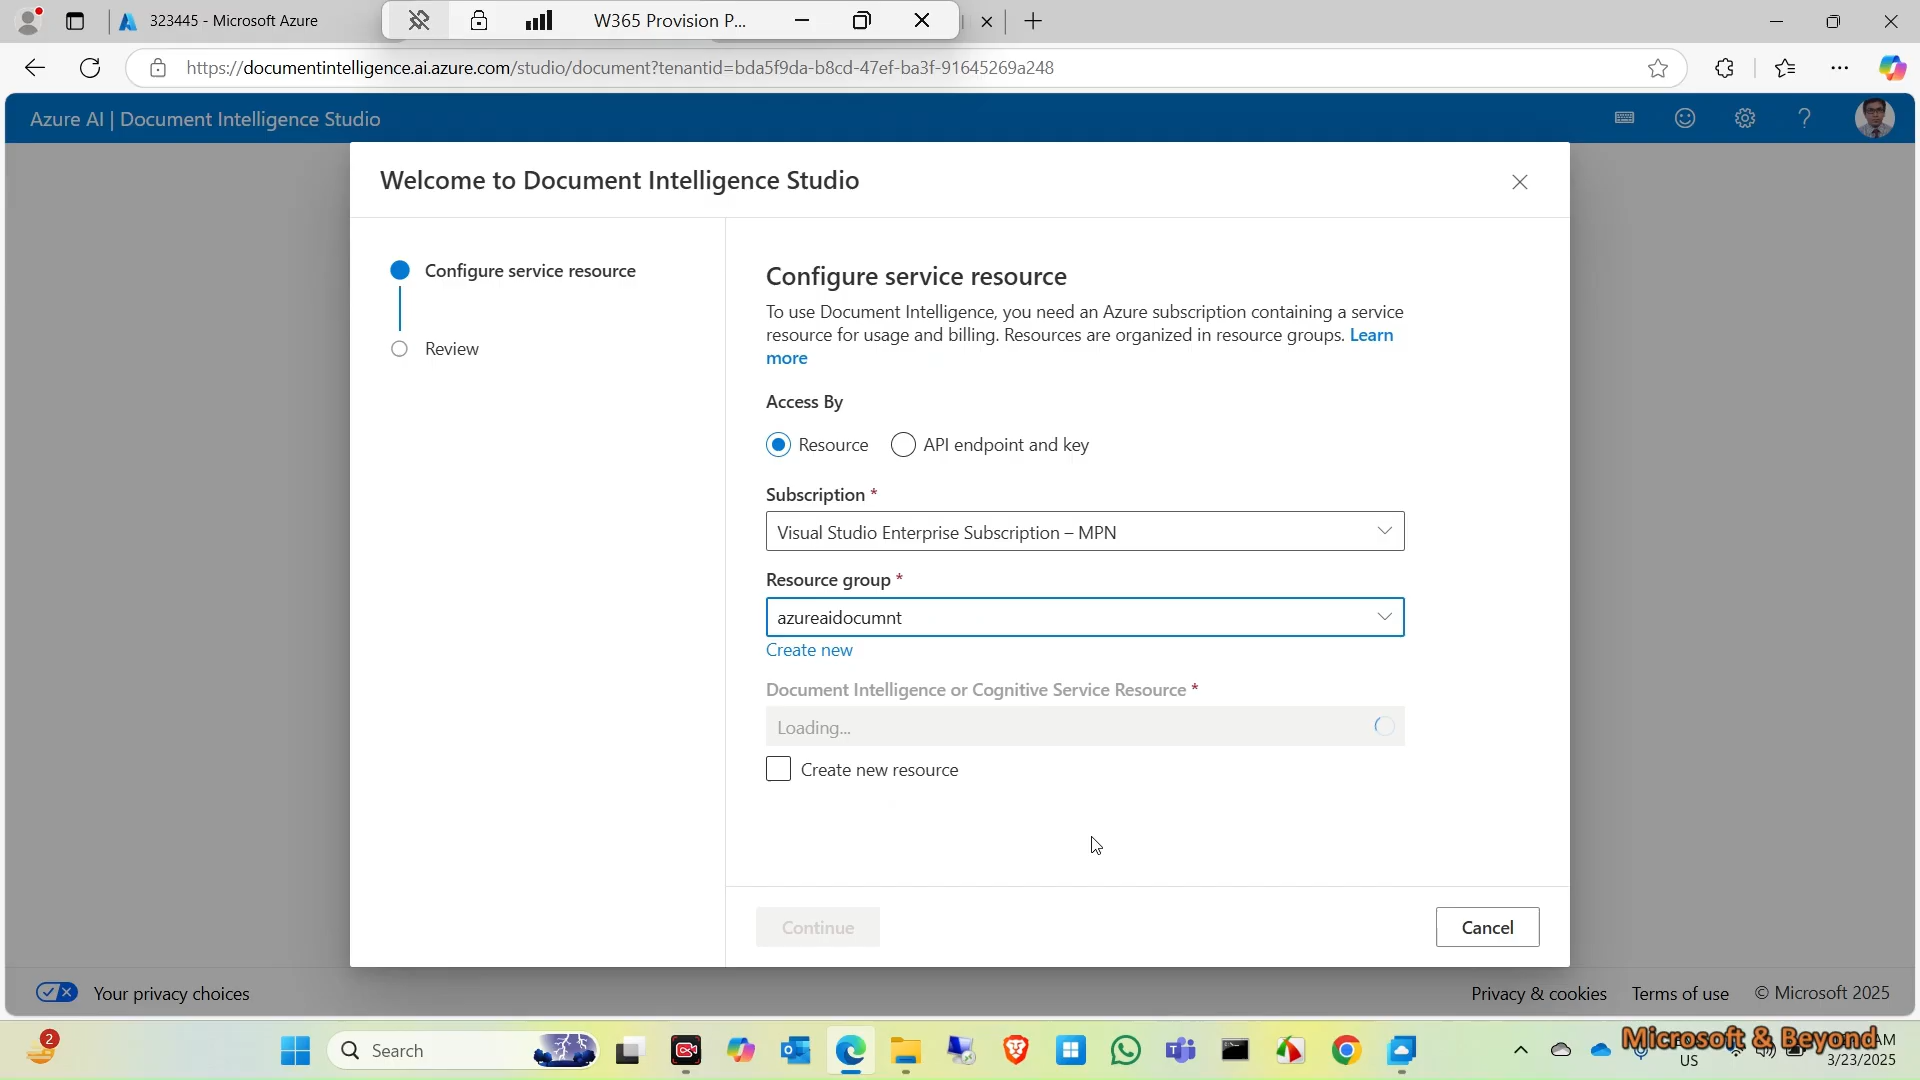 323445 - Microsoft Azure
W365 Provision P...
https://documentintelligence.ai.azure.com/studio/document?tenantid=bda5f9da-b8cd-47ef-ba3f-91645269a248
Azure AI | Document Intelligence Studio
Welcome to Document Intelligence Studio
Configure service resource
Review
Configure service resource
To use Document Intelligence, you need an Azure subscription containing a service
resource for usage and billing. Resources are organized in resource groups. Learn
more
Access By
Resource
API endpoint and key
Subscription *
Visual Studio Enterprise Subscription – MPN
Resource group *
azureaidocumnt
Create new
Document Intelligence or Cognitive Service Resource *
Loading...
Create new resource
Continue
Cancel
Your privacy choices
Privacy & cookies
Terms of use
© Microsoft 2025
2
Search
Microsoft & Beyond
AM
US
3/23/2025